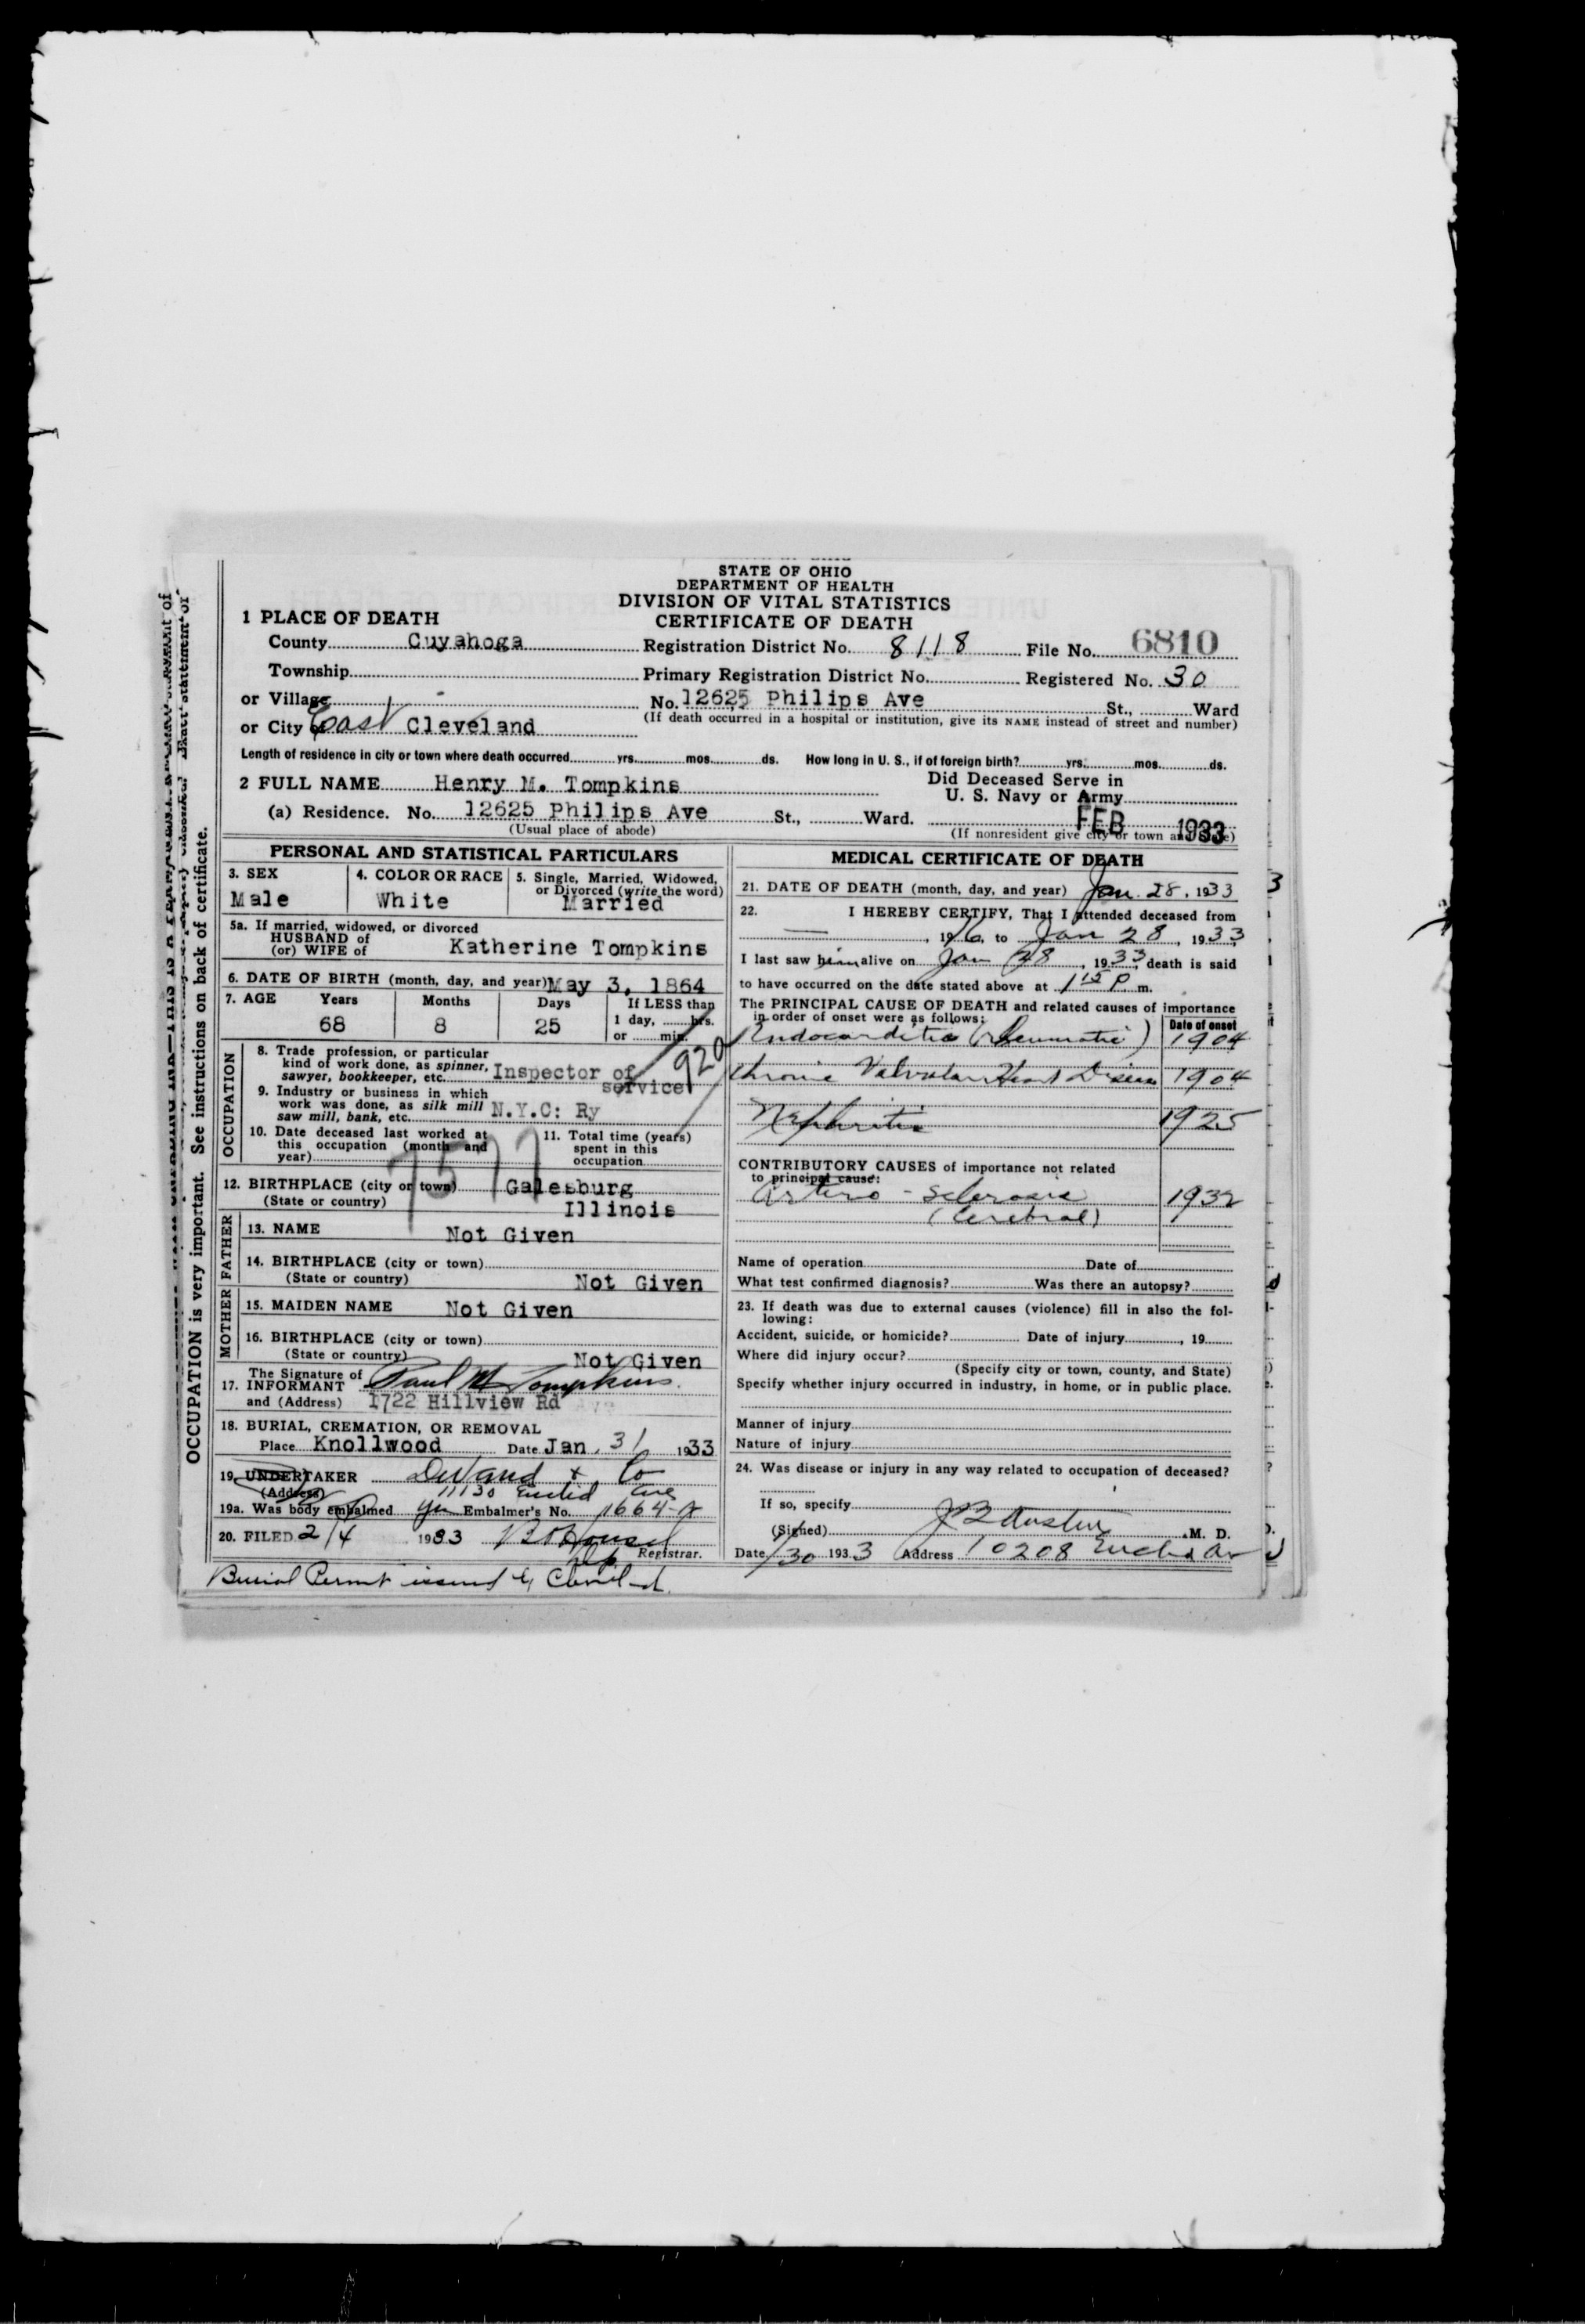 STATE OF OHIO
DEPARTMENT OF HEALTH
DIVISION OF VITAL STATISTICS
CERTIFICATE OF DEATH
1 PLACE OF DEATH
County Cuyahoga Registration District No. 8118 File No. 6810
Township Primary Registration District No. Registered No. 30
or Village No. 12625 Philips Ave St., Ward
or City East Cleveland (If death occurred in a hospital or institution, give its NAME instead of street and number)
Length of residence in city or town where death occurred yrs. mos. ds. How long in U. S., if of foreign birth? yrs. mos. ds.
2 FULL NAME Henry M. Tompkins Did Deceased Serve in
U. S. Navy or Army
(a) Residence. No. 12625 Philips Ave St., Ward. FEB 1933
(Usual place of abode) (If nonresident give city or town and State)
PERSONAL AND STATISTICAL PARTICULARS
3. SEX 4. COLOR OR RACE 5. Single, Married, Widowed,
or Divorced (write the word)
Male White Married
5a. If married, widowed, or divorced
HUSBAND of
(or) WIFE of Katherine Tompkins
6. DATE OF BIRTH (month, day, and year) May 3, 1864
7. AGE Years Months Days If LESS than
68 8 25 1 day, hrs.
or min.
OCCUPATION
8. Trade profession, or particular
kind of work done, as spinner,
sawyer, bookkeeper, etc. Inspector of
service
920
9. Industry or business in which
work was done, as silk mill
saw mill, bank, etc. N.Y.C: Ry
10. Date deceased last worked at
this occupation (month and
year)
11. Total time (years)
spent in this
occupation
12. BIRTHPLACE (city or town) Galesburg
(State or country) Illinois
FATHER
13. NAME Not Given
14. BIRTHPLACE (city or town)
(State or country) Not Given
MOTHER
15. MAIDEN NAME Not Given
16. BIRTHPLACE (city or town)
(State or country) Not Given
The Signature of
17. INFORMANT Paul M Tompkins.
and (Address) 1722 Hillview Rd
18. BURIAL, CREMATION, OR REMOVAL
Place Knollwood Date Jan. 31 1933
19. UNDERTAKER & Co
(Address) 11130 Euclid Ave
19a. Was body embalmed yes Embalmer's No. 1664-A
20. FILED 2/4 1933
Registrar.
Burial Permit issued by Cleveland.
MEDICAL CERTIFICATE OF DEATH
21. DATE OF DEATH (month, day, and year) Jan. 28, 1933
22. I HEREBY CERTIFY, That I attended deceased from
— , 1916, to Jan 28, 1933
I last saw him alive on Jan 28, 1933, death is said
to have occurred on the date stated above at 1 15 P m.
The PRINCIPAL CAUSE OF DEATH and related causes of importance
in order of onset were as follows: Date of onset
Endocarditis (Rheumatic) 1904
Chronic Valvular Heart Disease 1904
Nephritis 1925
CONTRIBUTORY CAUSES of importance not related
to principal cause:
Arterio - sclerosis 1932
(Cerebral)
Name of operation Date of
What test confirmed diagnosis? Was there an autopsy?
23. If death was due to external causes (violence) fill in also the fol-
lowing:
Accident, suicide, or homicide? Date of injury , 19
Where did injury occur?
(Specify city or town, county, and State)
Specify whether injury occurred in industry, in home, or in public place.
Manner of injury
Nature of injury
24. Was disease or injury in any way related to occupation of deceased?
If so, specify
(Signed) J B Austin M. D.
Date 1/30 1933 Address 10208 Euclid Av
OCCUPATION is very important. See instructions on back of certificate.